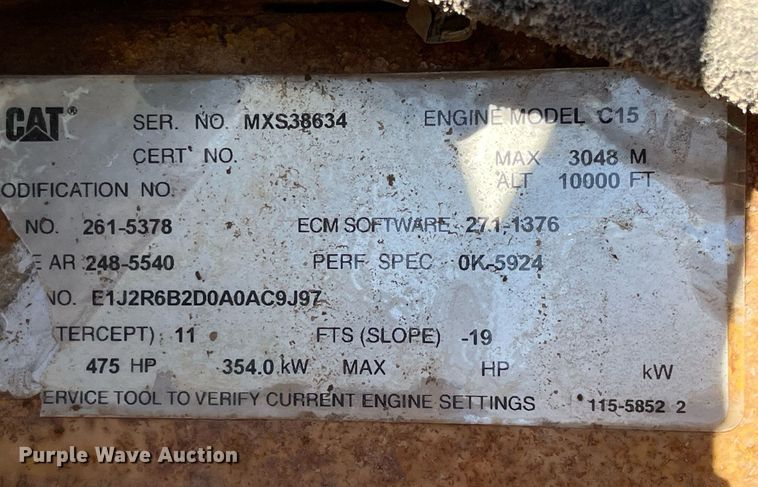 CAT® SER. NO. MXS38634 ENGINE MODEL C15
CERT NO. MAX 3048 M
ODIFICATION NO. ALT 10000 FT
NO. 261-5378 ECM SOFTWARE 271-1376
E AR 248-5540 PERF SPEC 0K-5924
NO. E1J2R6B2D0A0AC9J97
TERCEPT) 11 FTS (SLOPE) -19
475 HP 354.0 kW MAX HP kW
ERVICE TOOL TO VERIFY CURRENT ENGINE SETTINGS 115-5852 2
Purple Wave Auction